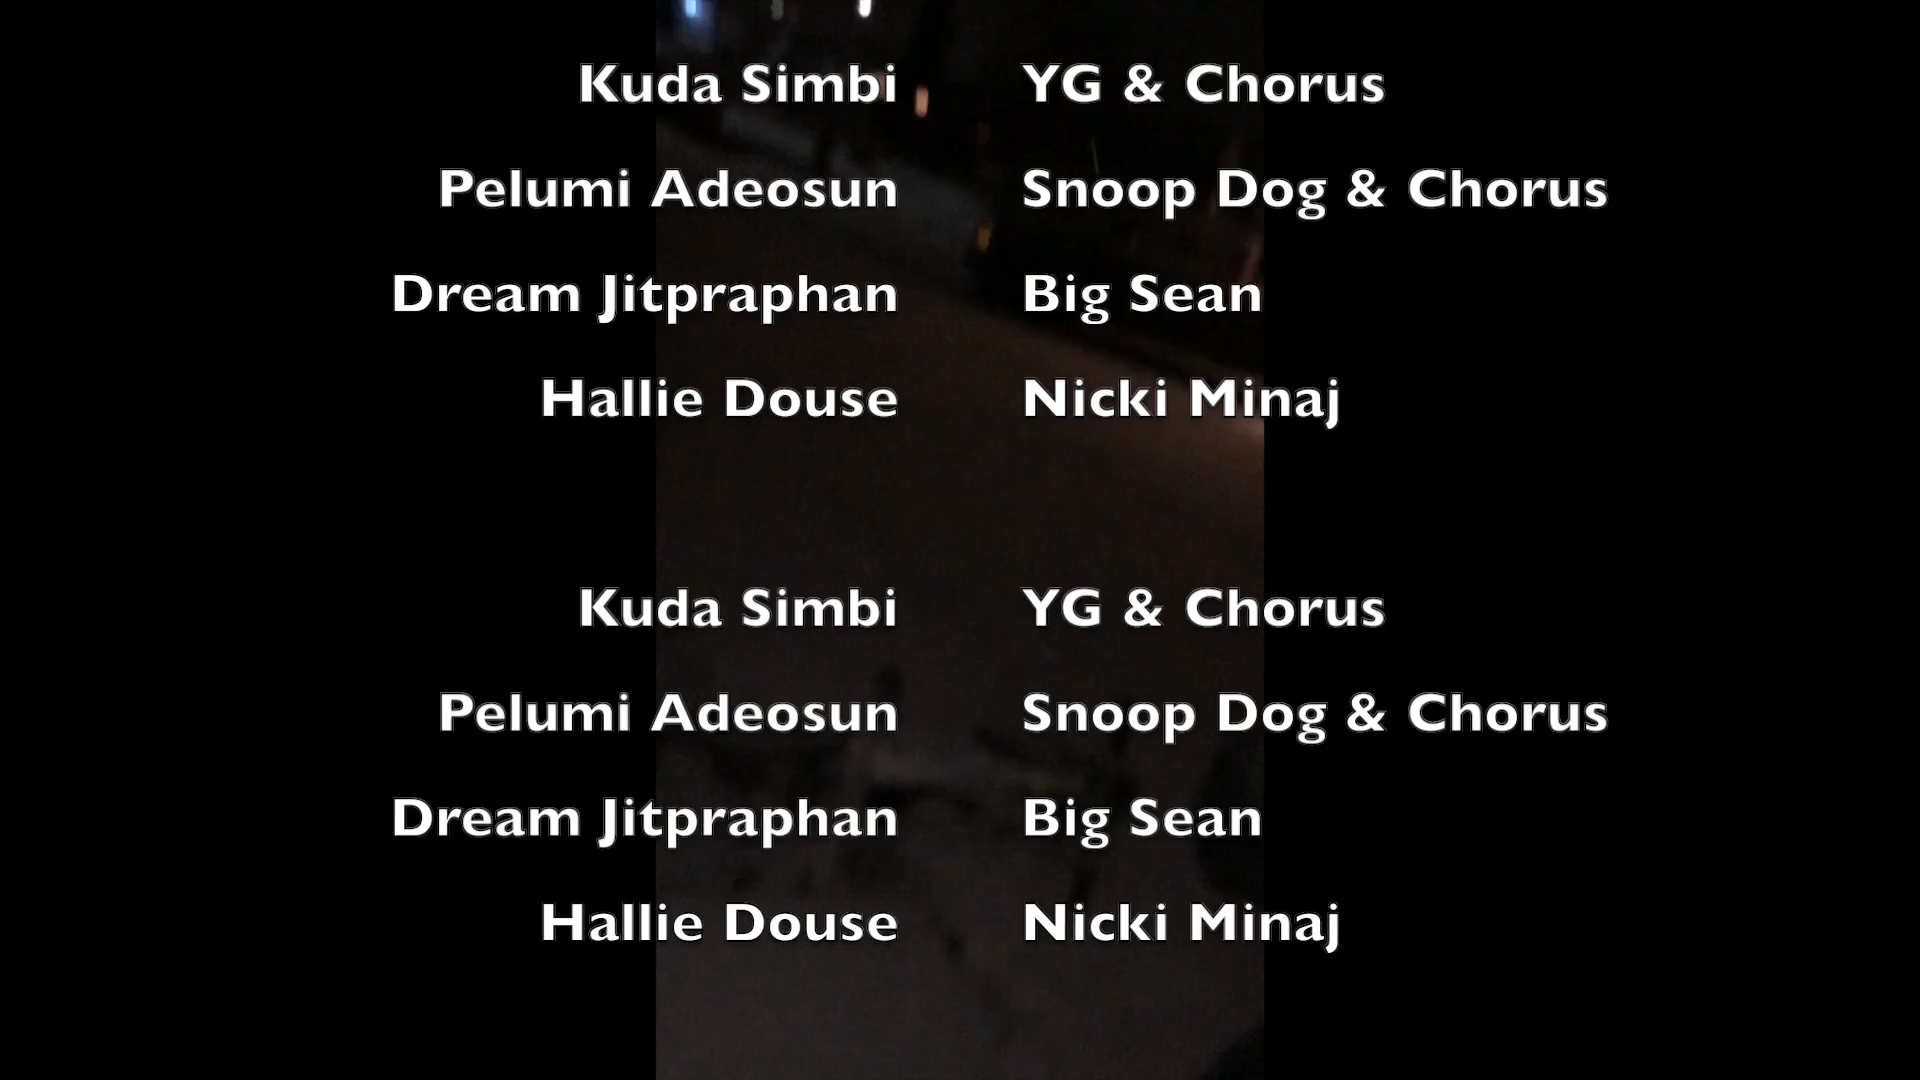 Kuda Simbi YG & Chorus
Pelumi Adeosun Snoop Dog & Chorus
Dream Jitpraphan Big Sean
Hallie Douse Nicki Minaj
Kuda Simbi YG & Chorus
Pelumi Adeosun Snoop Dog & Chorus
Dream Jitpraphan Big Sean
Hallie Douse Nicki Minaj